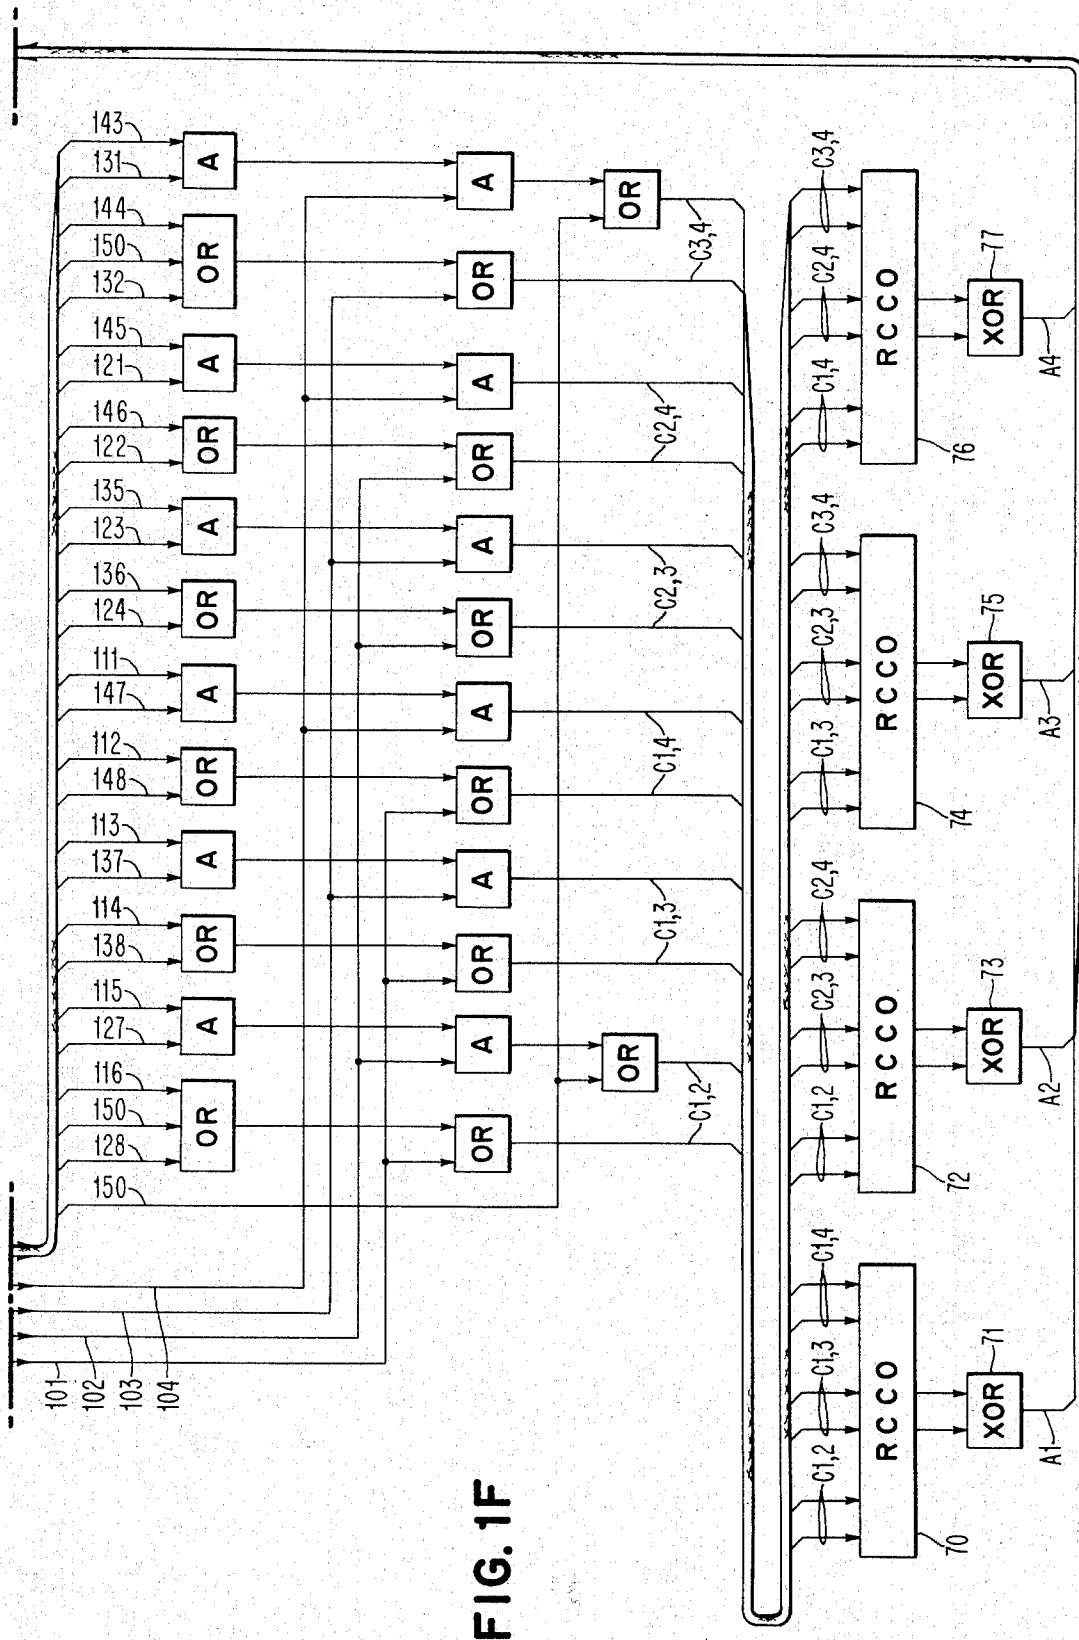 143
131
144
150
132
145
121
146
122
135
123
136
124
111
147
112
148
113
137
114
138
115
127
116
150
128
150
A
OR
A
OR
A
OR
A
OR
A
OR
A
OR
A
OR
A
OR
A
OR
A
OR
A
OR
A
OR
OR
OR
101
102
103
104
C3,4
C2,4
C2,3
C1,4
C1,3
C1,2
C1,2
C1,3
C1,4
C1,2
C2,3
C2,4
C1,3
C2,3
C3,4
C1,4
C2,4
C3,4
RCCO
RCCO
RCCO
RCCO
70
72
74
76
XOR
71
XOR
73
XOR
75
XOR
77
A1
A2
A3
A4
FIG. 1F